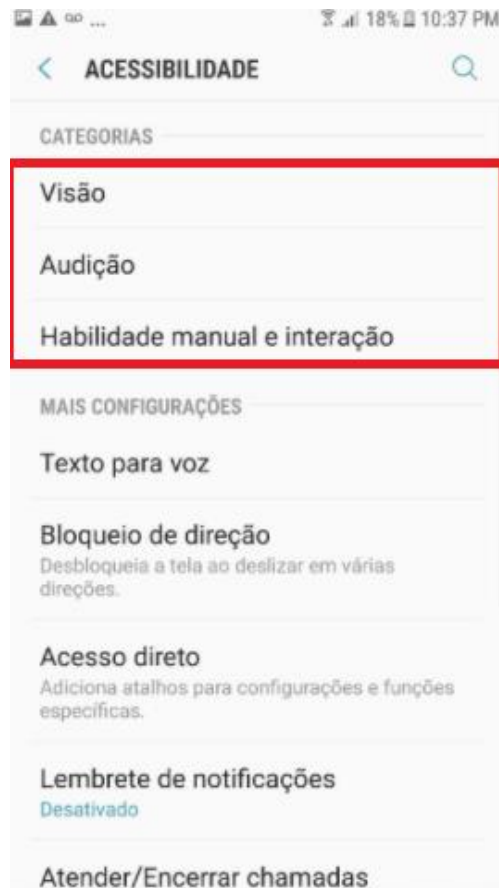 ... 18% 10:37 PM
ACESSIBILIDADE
CATEGORIAS
Visão
Audição
Habilidade manual e interação
MAIS CONFIGURAÇÕES
Texto para voz
Bloqueio de direção
Desbloqueia a tela ao deslizar em várias
direções.
Acesso direto
Adiciona atalhos para configurações e funções
específicas.
Lembrete de notificações
Desativado
Atender/Encerrar chamadas